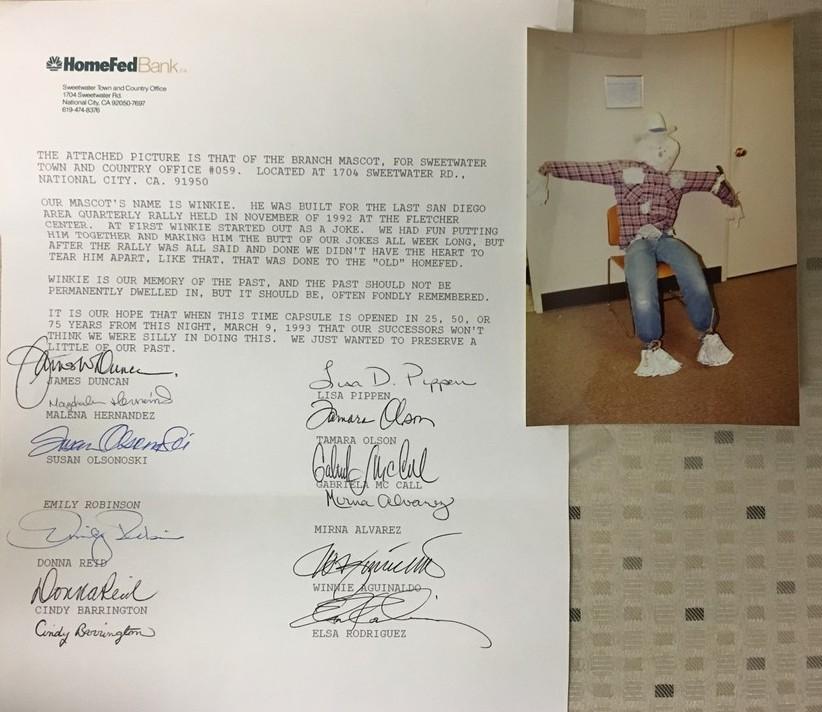 HomeFedBank F.A.
Sweetwater Town and Country Office
1704 Sweetwater Rd.
National City, CA 92050-7697
619-474-8376
THE ATTACHED PICTURE IS THAT OF THE BRANCH MASCOT, FOR SWEETWATER
TOWN AND COUNTRY OFFICE #059. LOCATED AT 1704 SWEETWATER RD.,
NATIONAL CITY. CA. 91950
OUR MASCOT'S NAME IS WINKIE. HE WAS BUILT FOR THE LAST SAN DIEGO
AREA QUARTERLY RALLY HELD IN NOVEMBER OF 1992 AT THE FLETCHER
CENTER. AT FIRST WINKIE STARTED OUT AS A JOKE. WE HAD FUN PUTTING
HIM TOGETHER AND MAKING HIM THE BUTT OF OUR JOKES ALL WEEK LONG, BUT
AFTER THE RALLY WAS ALL SAID AND DONE WE DIDN'T HAVE THE HEART TO
TEAR HIM APART, LIKE THAT, THAT WAS DONE TO THE "OLD" HOMEFED.
WINKIE IS OUR MEMORY OF THE PAST, AND THE PAST SHOULD NOT BE
PERMANENTLY DWELLED IN, BUT IT SHOULD BE, OFTEN FONDLY REMEMBERED.
IT IS OUR HOPE THAT WHEN THIS TIME CAPSULE IS OPENED IN 25, 50, OR
75 YEARS FROM THIS NIGHT, MARCH 9, 1993 THAT OUR SUCCESSORS WON'T
THINK WE WERE SILLY IN DOING THIS. WE JUST WANTED TO PRESERVE A
LITTLE OF OUR PAST.
James W Duncan
JAMES DUNCAN
MALENA HERNANDEZ
Susan Olsonoski
SUSAN OLSONOSKI
EMILY ROBINSON
DONNA REID
Donna Reid
CINDY BARRINGTON
Cindy Barrington
Lisa D. Pippen
LISA PIPPEN
Tamara Olson
TAMARA OLSON
Gabriela McCall
GABRIELA MC CALL
Mirna Alvarez
MIRNA ALVAREZ
WINNIE AGUINALDO
ELSA RODRIGUEZ